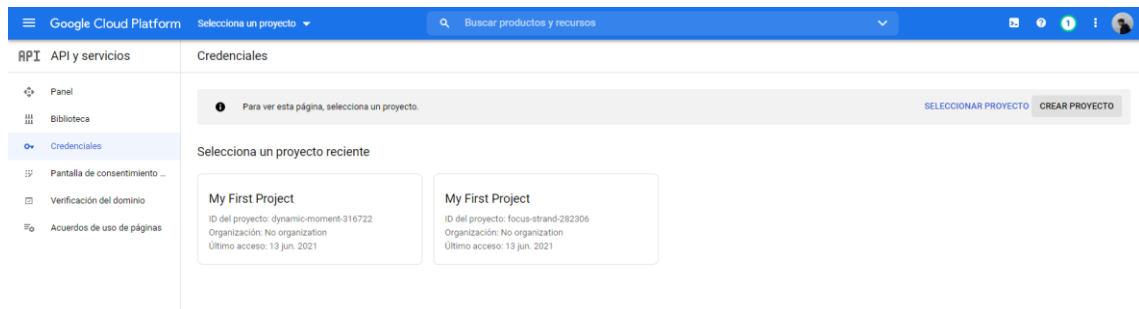 Google Cloud Platform Selecciona un proyecto Buscar productos y recursos 1
API API y servicios Credenciales
Panel
Para ver esta página, selecciona un proyecto. SELECCIONAR PROYECTO CREAR PROYECTO
Biblioteca
Credenciales
Selecciona un proyecto reciente
Pantalla de consentimiento ...
Verificación del dominio
Acuerdos de uso de páginas
My First Project
ID del proyecto: dynamic-moment-316722
Organización: No organization
Último acceso: 13 jun. 2021
My First Project
ID del proyecto: focus-strand-282306
Organización: No organization
Último acceso: 13 jun. 2021